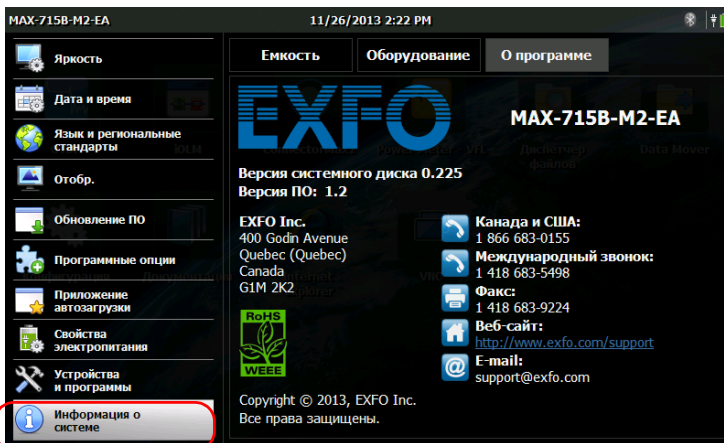 MAX-715B-M2-EA
11/26/2013 2:22 PM
Яркость
Дата и время
Язык и региональные
стандарты
Отобр.
Обновление ПО
Программные опции
Приложение
автозагрузки
Свойства
электропитания
Устройства
и программы
Информация о
системе
Емкость
Оборудование
О программе
EXFO
MAX-715B-M2-EA
Диспетчер
файлов
Data Mover
Версия системного диска 0.225
Версия ПО: 1.2
EXFO Inc.
400 Godin Avenue
Quebec (Quebec)
Canada
G1M 2K2
RoHS
WEEE
Канада и США:
1 866 683-0155
Международный звонок:
1 418 683-5498
Факс:
1 418 683-9224
Веб-сайт:
http://www.exfo.com/support
E-mail:
support@exfo.com
Copyright © 2013, EXFO Inc.
Все права защищены.